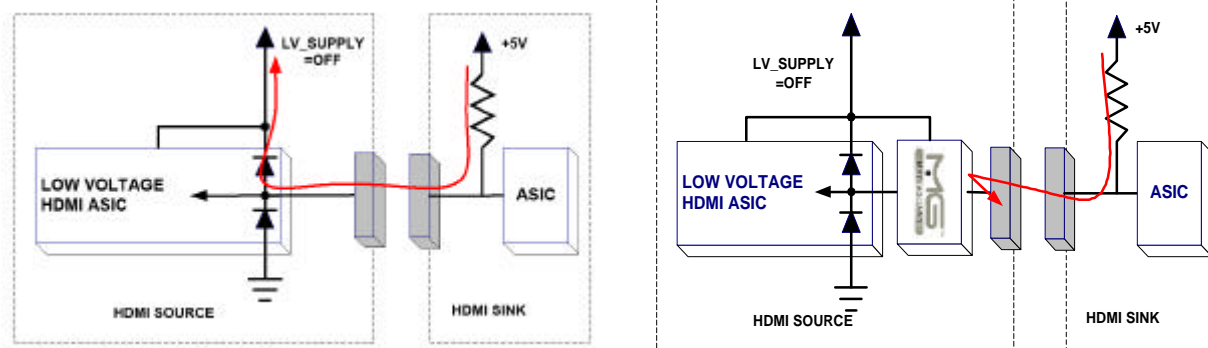 LV_SUPPLY
=OFF
+5V
LOW VOLTAGE
HDMI ASIC
ASIC
HDMI SOURCE
HDMI SINK
LV_SUPPLY
=OFF
+5V
LOW VOLTAGE
HDMI ASIC
MG
ASIC
HDMI SOURCE
HDMI SINK